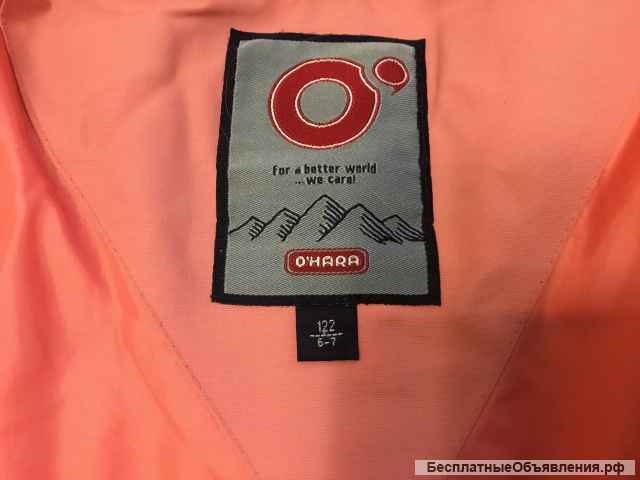 O'
for a better world
...we care!
O'HARA
122
6-7
БесплатныеОбъявления.рф